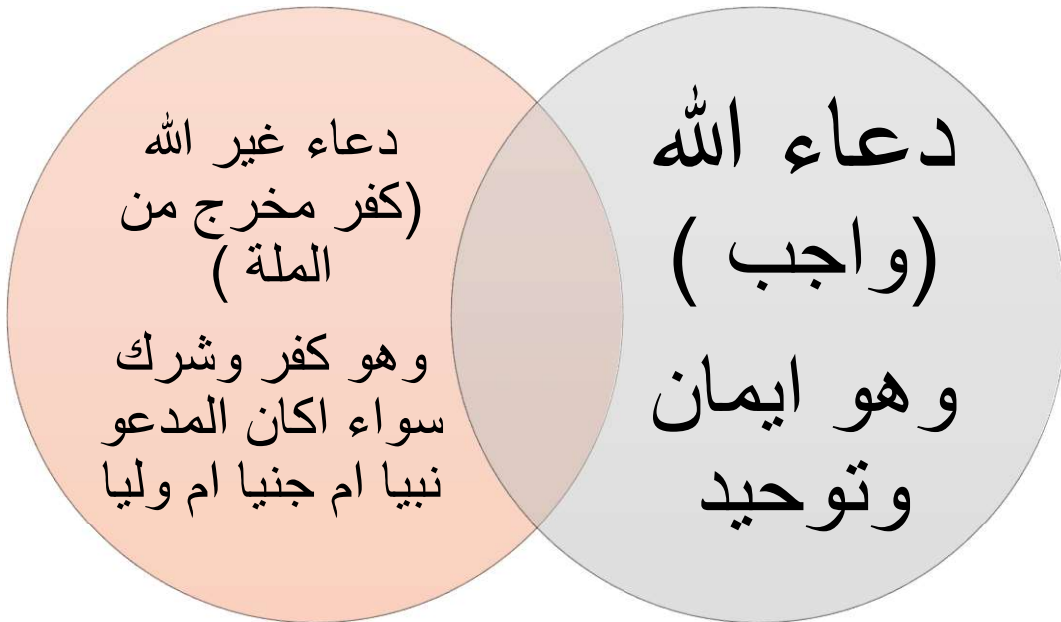 دعاء الله
(واجب )
وهو ايمان
وتوحيد
دعاء غير الله
(كفر مخرج من
الملة )
وهو كفر وشرك
سواء اكان المدعو
نبيا ام جنيا ام وليا